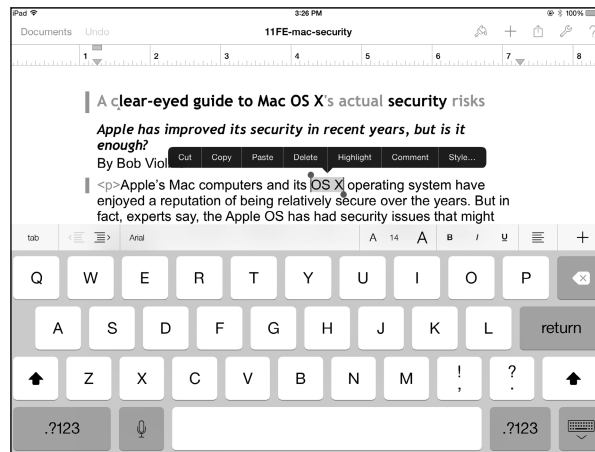 iPad 3:26 PM 100%
Documents Undo 11FE-mac-security ?
1 2 3 4 5 6 7 8
A clear-eyed guide to Mac OS X's actual security risks
Apple has improved its security in recent years, but is it
enough?
By Bob Viol
Cut Copy Paste Delete Highlight Comment Style...
<p>Apple's Mac computers and its OS X operating system have
enjoyed a reputation of being relatively secure over the years. But in
fact, experts say, the Apple OS has had security issues that might
tab Arial A 14 A B I U +
Q W E R T Y U I O P
A S D F G H J K L return
Z X C V B N M ! , ? .
.?123 .?123